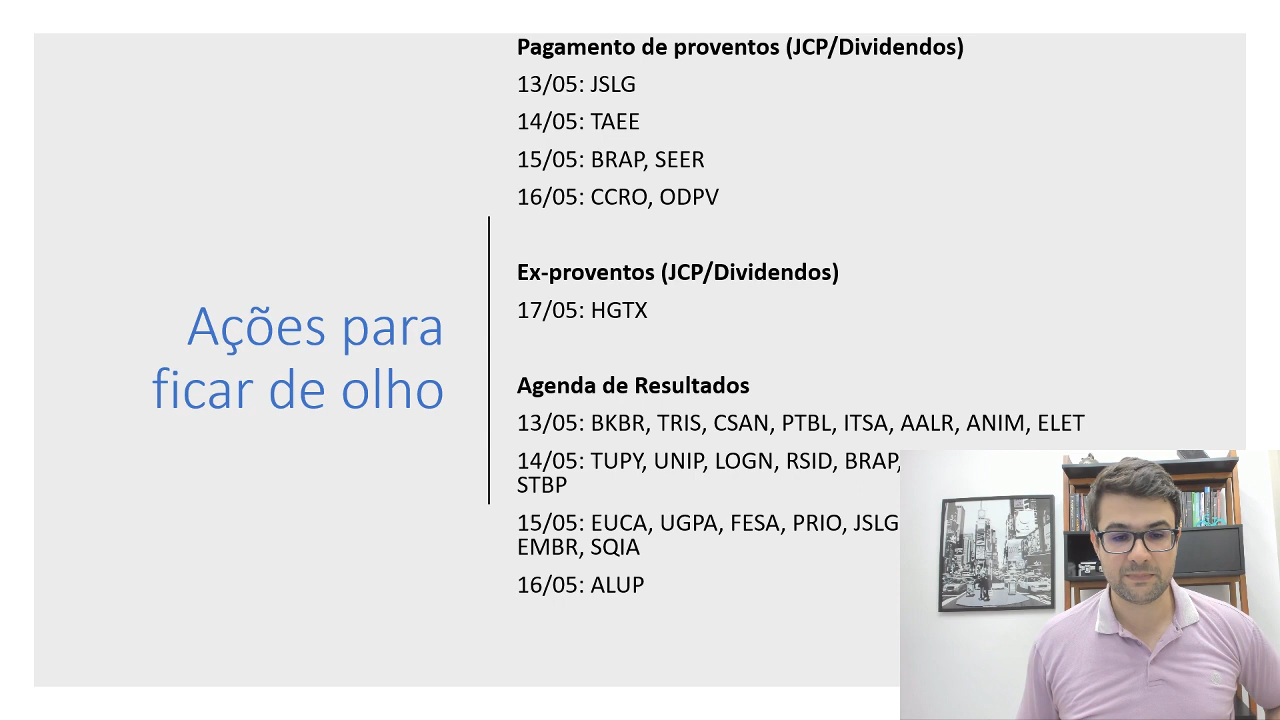 Pagamento de proventos (JCP/Dividendos)
13/05: JSLG
14/05: TAEE
15/05: BRAP, SEER
16/05: CCRO, ODPV
Ex-proventos (JCP/Dividendos)
17/05: HGTX
Ações para
ficar de olho
Agenda de Resultados
13/05: BKBR, TRIS, CSAN, PTBL, ITSA, AALR, ANIM, ELET
14/05: TUPY, UNIP, LOGN, RSID, BRAP,
STBP
15/05: EUCA, UGPA, FESA, PRIO, JSLG
EMBR, SQIA
16/05: ALUP